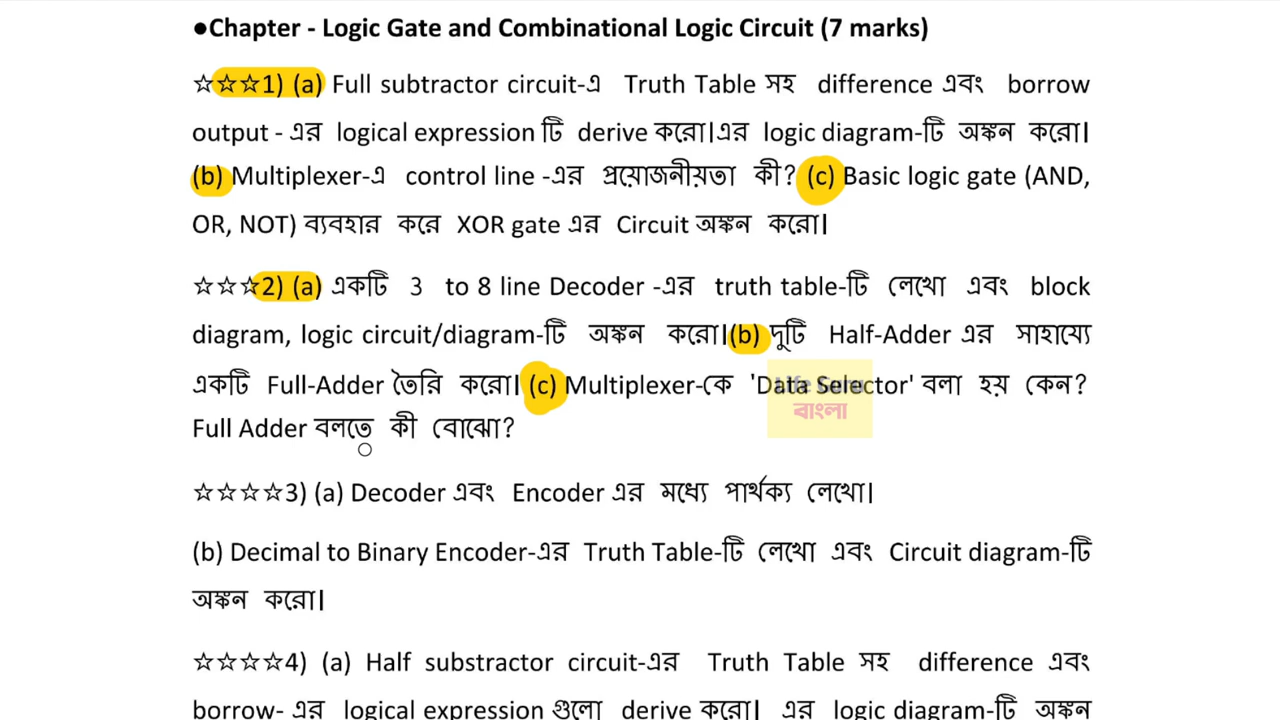 ●Chapter - Logic Gate and Combinational Logic Circuit (7 marks)
☆☆☆1) (a) Full subtractor circuit-এ Truth Table সহ difference এবং borrow
output - এর logical expression টি derive করো।এর logic diagram-টি অঙ্কন করো।
(b) Multiplexer-এ control line -এর প্রয়োজনীয়তা কী? (c) Basic logic gate (AND,
OR, NOT) ব্যবহার করে XOR gate এর Circuit অঙ্কন করো।
☆☆☆2) (a) একটি 3 to 8 line Decoder -এর truth table-টি লেখো এবং block
diagram, logic circuit/diagram-টি অঙ্কন করো।(b) দুটি Half-Adder এর সাহায্যে
একটি Full-Adder তৈরি করো। (c) Multiplexer-কে 'Data Selector' বলা হয় কেন?
বাংলা
Full Adder বলতে কী বোঝো?
☆☆☆☆3) (a) Decoder এবং Encoder এর মধ্যে পার্থক্য লেখো।
(b) Decimal to Binary Encoder-এর Truth Table-টি লেখো এবং Circuit diagram-টি
অঙ্কন করো।
☆☆☆☆4) (a) Half substractor circuit-এর Truth Table সহ difference এবং
borrow- এর logical expression গুলো derive করো। এর logic diagram-টি অঙ্কন